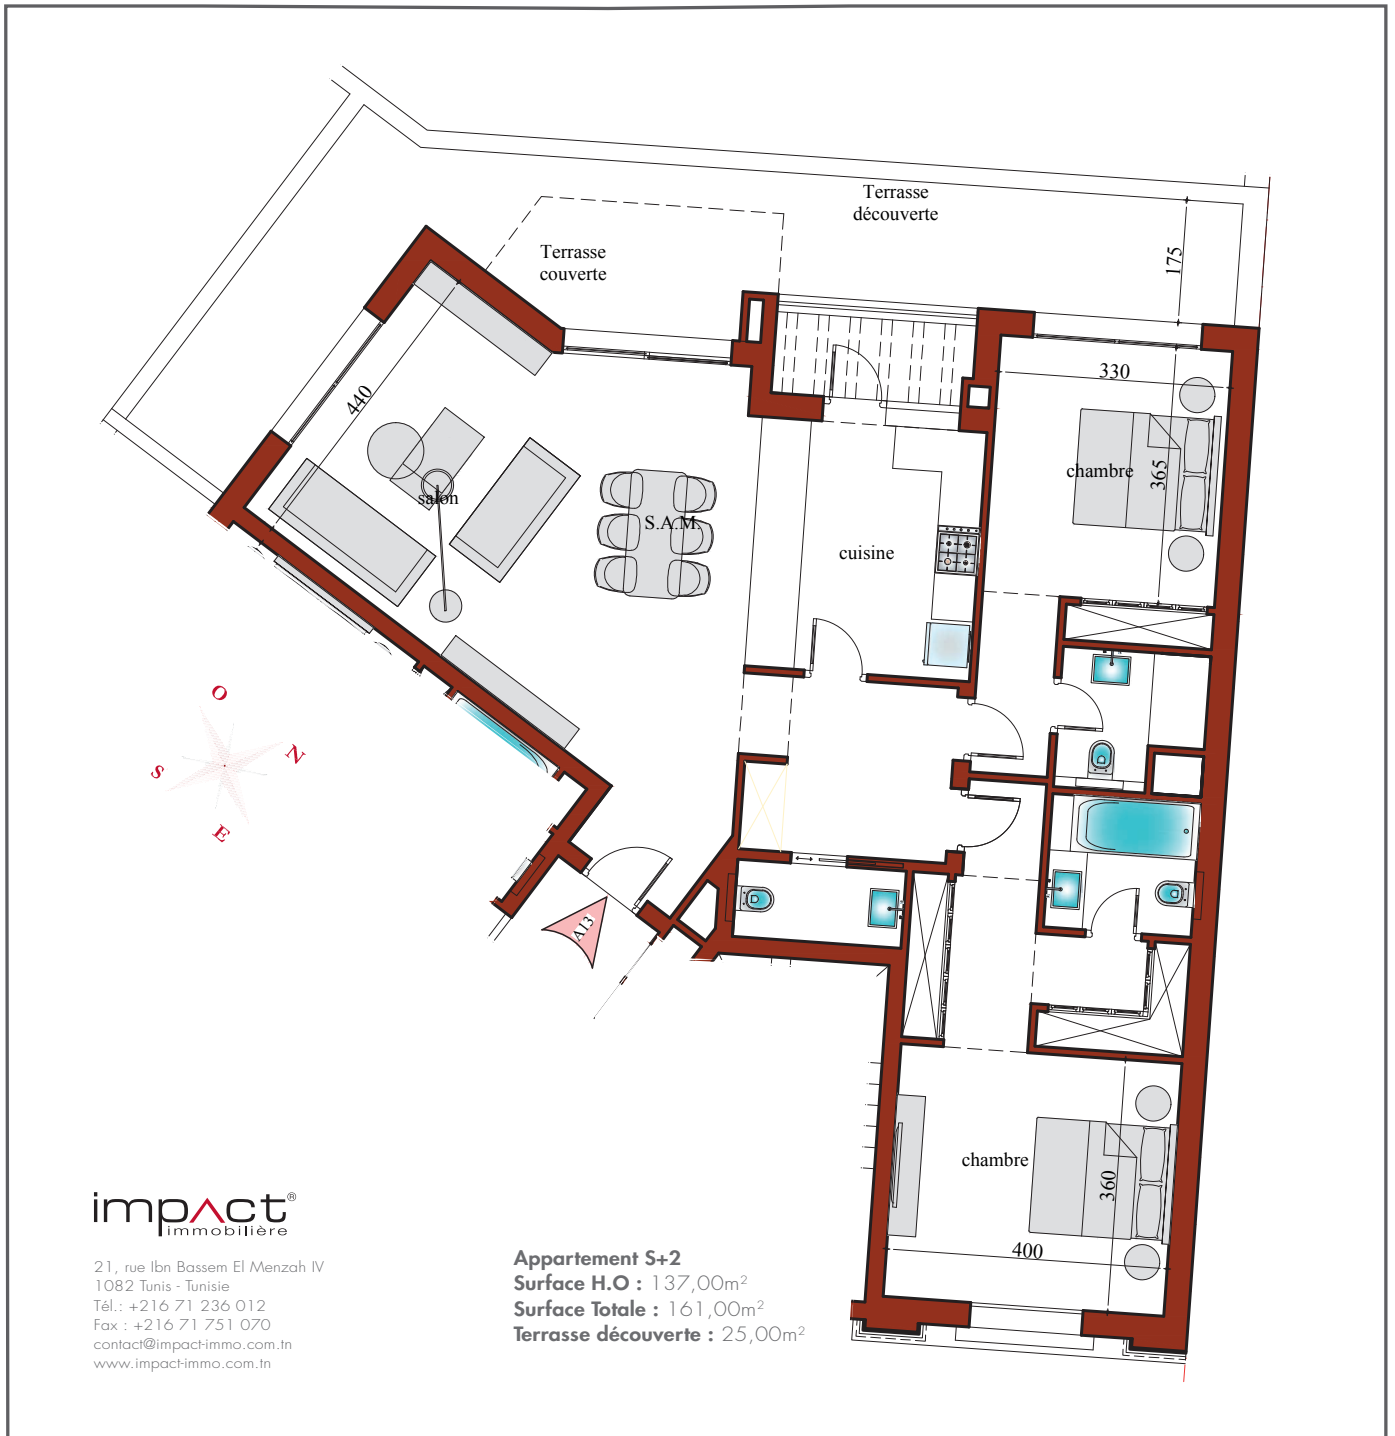 Terrasse
découverte
Terrasse
couverte
175
330
440
chambre
365
salon
S.A.M.
cuisine
O
N
S
E
A13
chambre
360
400
impact®
immobilière
21, rue Ibn Bassem El Menzah IV
1082 Tunis - Tunisie
Tél.: +216 71 236 012
Fax : +216 71 751 070
contact@impact-immo.com.tn
www.impact-immo.com.tn
Appartement S+2
Surface H.O : 137,00m²
Surface Totale : 161,00m²
Terrasse découverte : 25,00m²